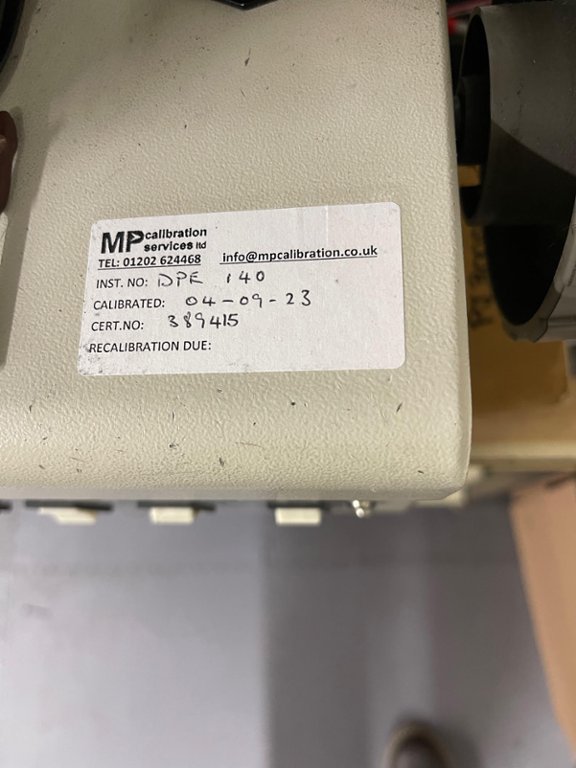 MP calibration
services ltd
TEL: 01202 624468 info@mpcalibration.co.uk
INST. NO: DPE 140
CALIBRATED: 04-09-23
CERT.NO: 389415
RECALIBRATION DUE: